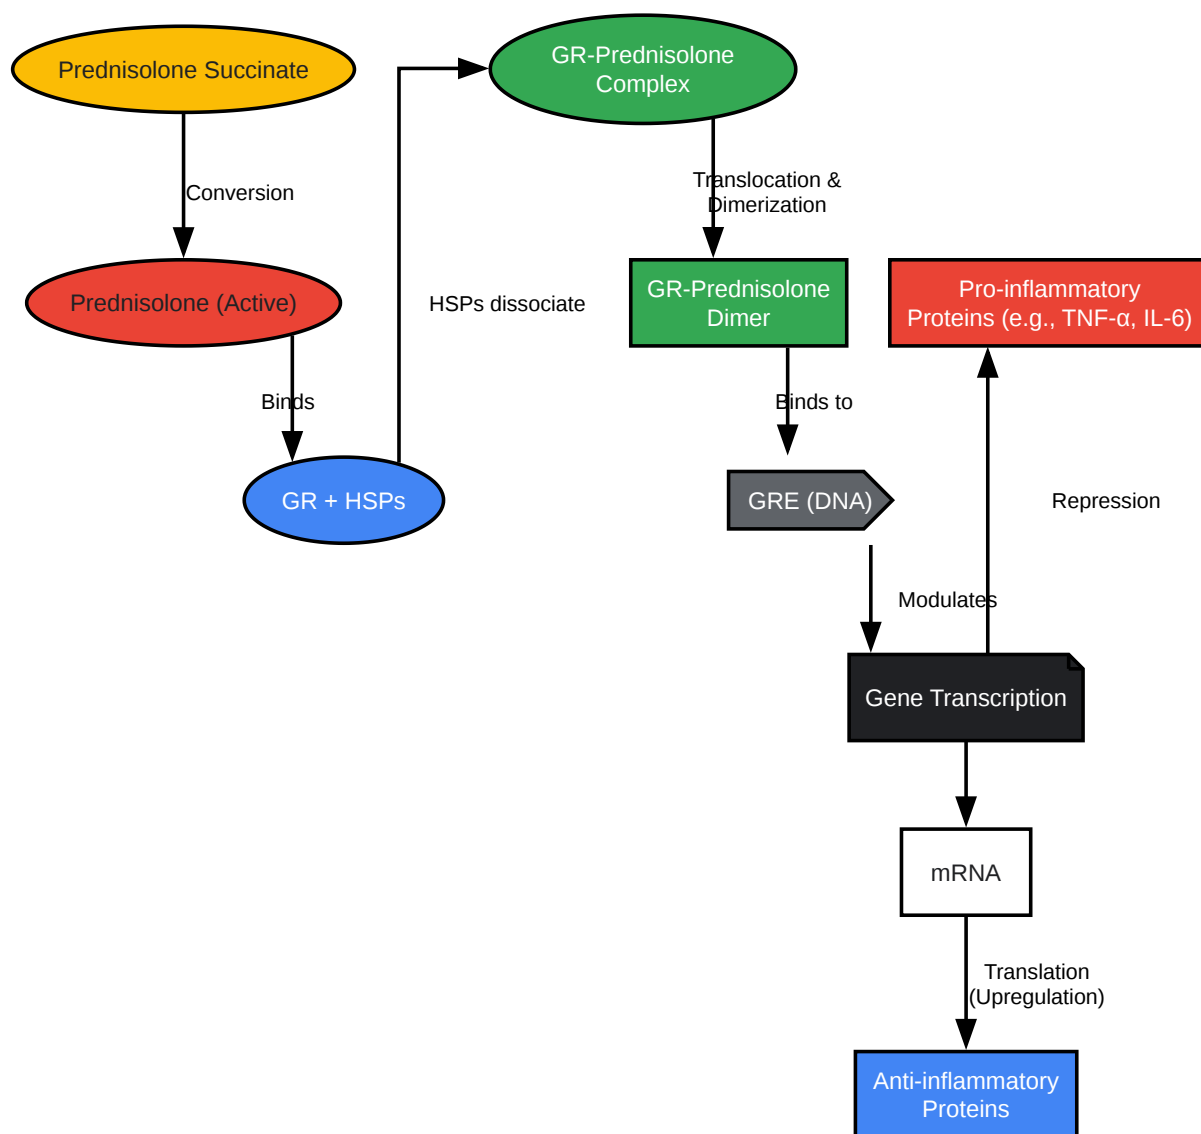 Prednisolone Succinate
GR-Prednisolone
Complex
Conversion
Translocation &
Dimerization
Prednisolone (Active)
HSPs dissociate
GR-Prednisolone
Dimer
Pro-inflammatory
Proteins (e.g., TNF-α, IL-6)
Binds
Binds to
GR + HSPs
GRE (DNA)
Repression
Modulates
Gene Transcription
mRNA
Translation
(Upregulation)
Anti-inflammatory
Proteins